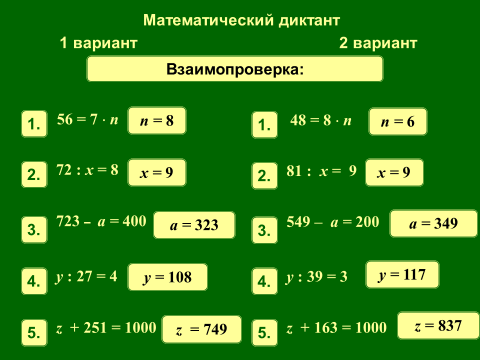 Математический диктант
1 вариант 2 вариант
Взаимопроверка:
1. 56 = 7 · n n = 8 1. 48 = 8 · n n = 6
2. 72 : x = 8 x = 9 2. 81 : x = 9 x = 9
3. 723 – a = 400 a = 323 3. 549 – a = 200 a = 349
4. y : 27 = 4 y = 108 4. y : 39 = 3 y = 117
5. z + 251 = 1000 z = 749 5. z + 163 = 1000 z = 837